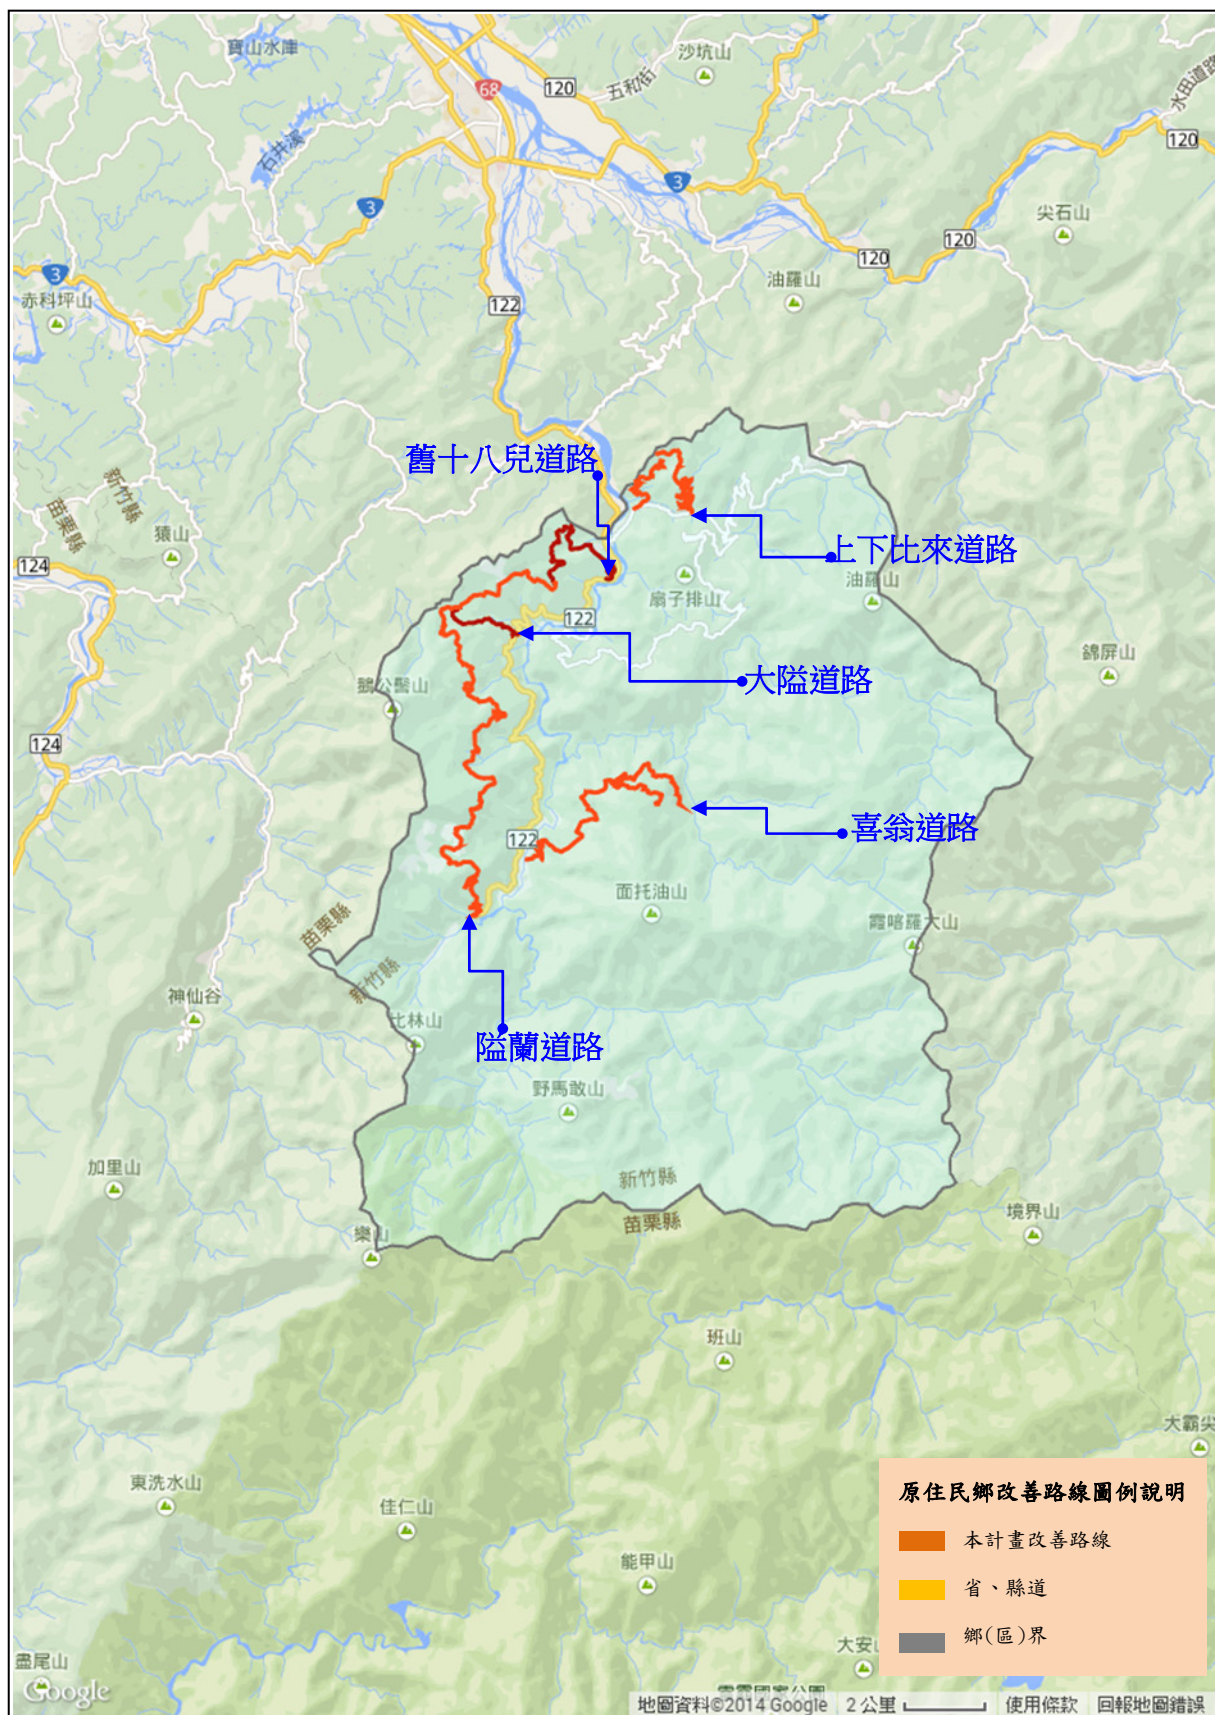 寶山水庫
沙坑山
68
120
五和街
水田道路
石井溪
120
3
3
尖石山
120
3
120
油羅山
赤科坪山
122
舊十八兒道路
新竹縣
苗栗縣
猿山
上下比來道路
124
油羅山
扇子排山
122
錦屏山
大隘道路
鵝公髻山
124
喜翁道路
122
面托油山
苗栗縣
霞喀羅大山
新竹縣
神仙谷
比林山
隘蘭道路
野馬敢山
加里山
新竹縣
苗栗縣
境界山
樂山
班山
大霸尖
東洗水山
佳仁山
能甲山
大安山
盡尾山
原住民鄉改善路線圖例說明
本計畫改善路線
省、縣道
鄉(區)界
Google
雪霸國家公園
地圖資料©2014 Google
2 公里
使用條款
回報地圖錯誤